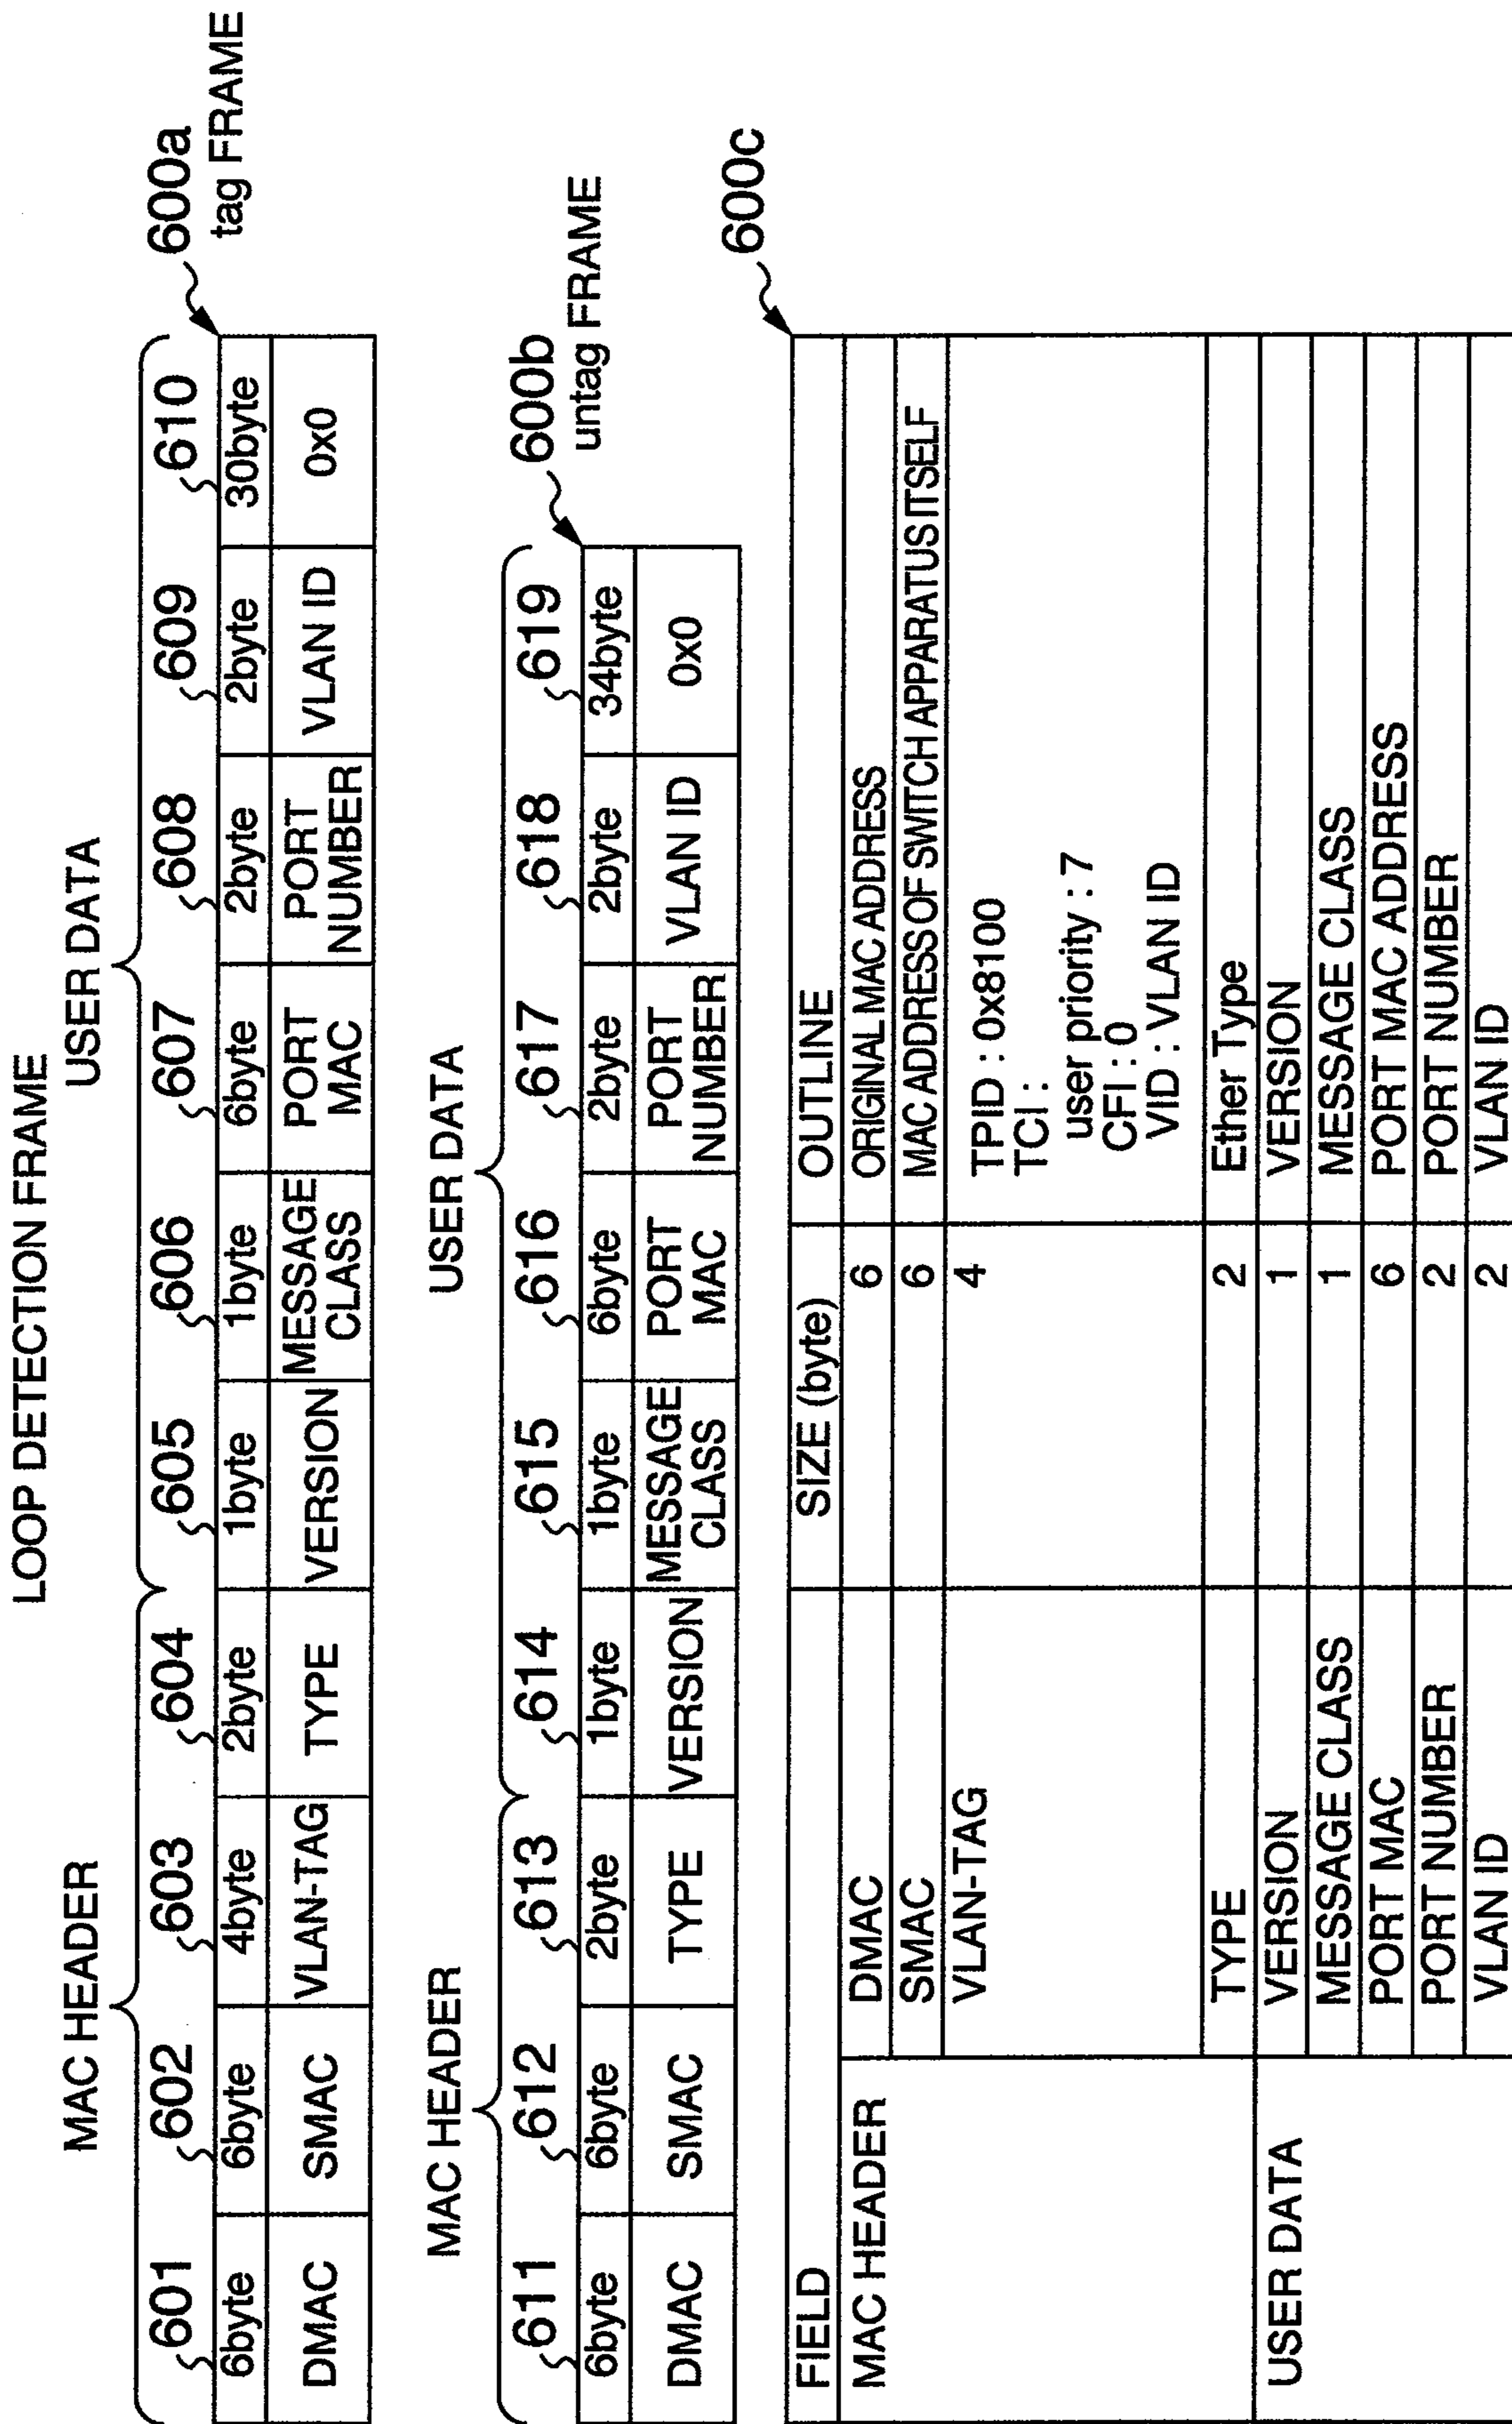 LOOP DETECTION FRAME
MAC HEADER
USER DATA
601 602 603 604 605 606 607 608 609 610
600a
tag FRAME
6byte 6byte 4byte 2byte 1byte 1byte 6byte 2byte 2byte 30byte
DMAC SMAC VLAN-TAG TYPE VERSION MESSAGE CLASS PORT MAC PORT NUMBER VLAN ID 0x0
MAC HEADER
USER DATA
611 612 613 614 615 616 617 618 619
600b
untag FRAME
6byte 6byte 2byte 1byte 1byte 6byte 2byte 2byte 34byte
DMAC SMAC TYPE VERSION MESSAGE CLASS PORT MAC PORT NUMBER VLAN ID 0x0
600c
FIELD SIZE (byte) OUTLINE
MAC HEADER DMAC 6 ORIGINAL MAC ADDRESS
SMAC 6 MAC ADDRESS OF SWITCH APPARATUS ITSELF
VLAN-TAG 4
TPID : 0x8100
TCI :
user priority : 7
CFI : 0
VID : VLAN ID
TYPE 2 Ether Type
USER DATA VERSION 1 VERSION
MESSAGE CLASS 1 MESSAGE CLASS
PORT MAC 6 PORT MAC ADDRESS
PORT NUMBER 2 PORT NUMBER
VLAN ID 2 VLAN ID